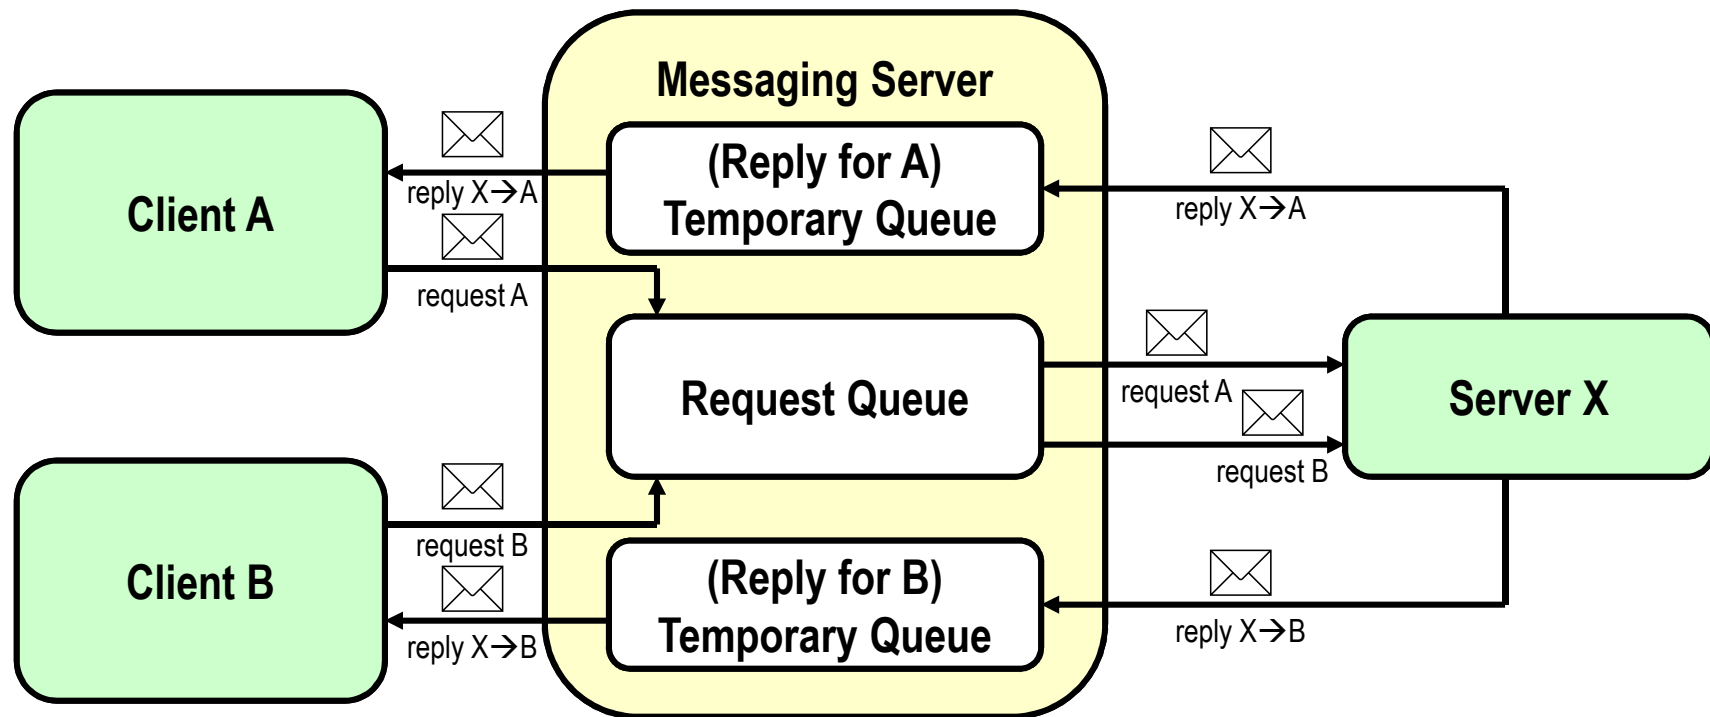 Messaging Server
Client A
reply X→A
request A
(Reply for A)
Temporary Queue
reply X→A
Request Queue
request A
request B
Server X
Client B
request B
reply X→B
(Reply for B)
Temporary Queue
reply X→B